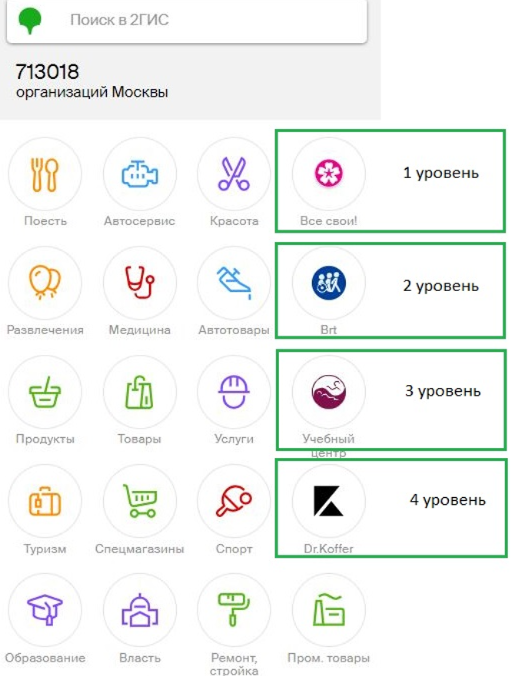 Поиск в 2ГИС
713018
организаций Москвы
1 уровень
Поесть Автосервис Красота Все свои!
2 уровень
Развлечения Медицина Автотовары Brt
3 уровень
Продукты Товары Услуги Учебный
центр
4 уровень
Туризм Спецмагазины Спорт Dr.Koffer
Образование Власть Ремонт, Пром. товары
стройка